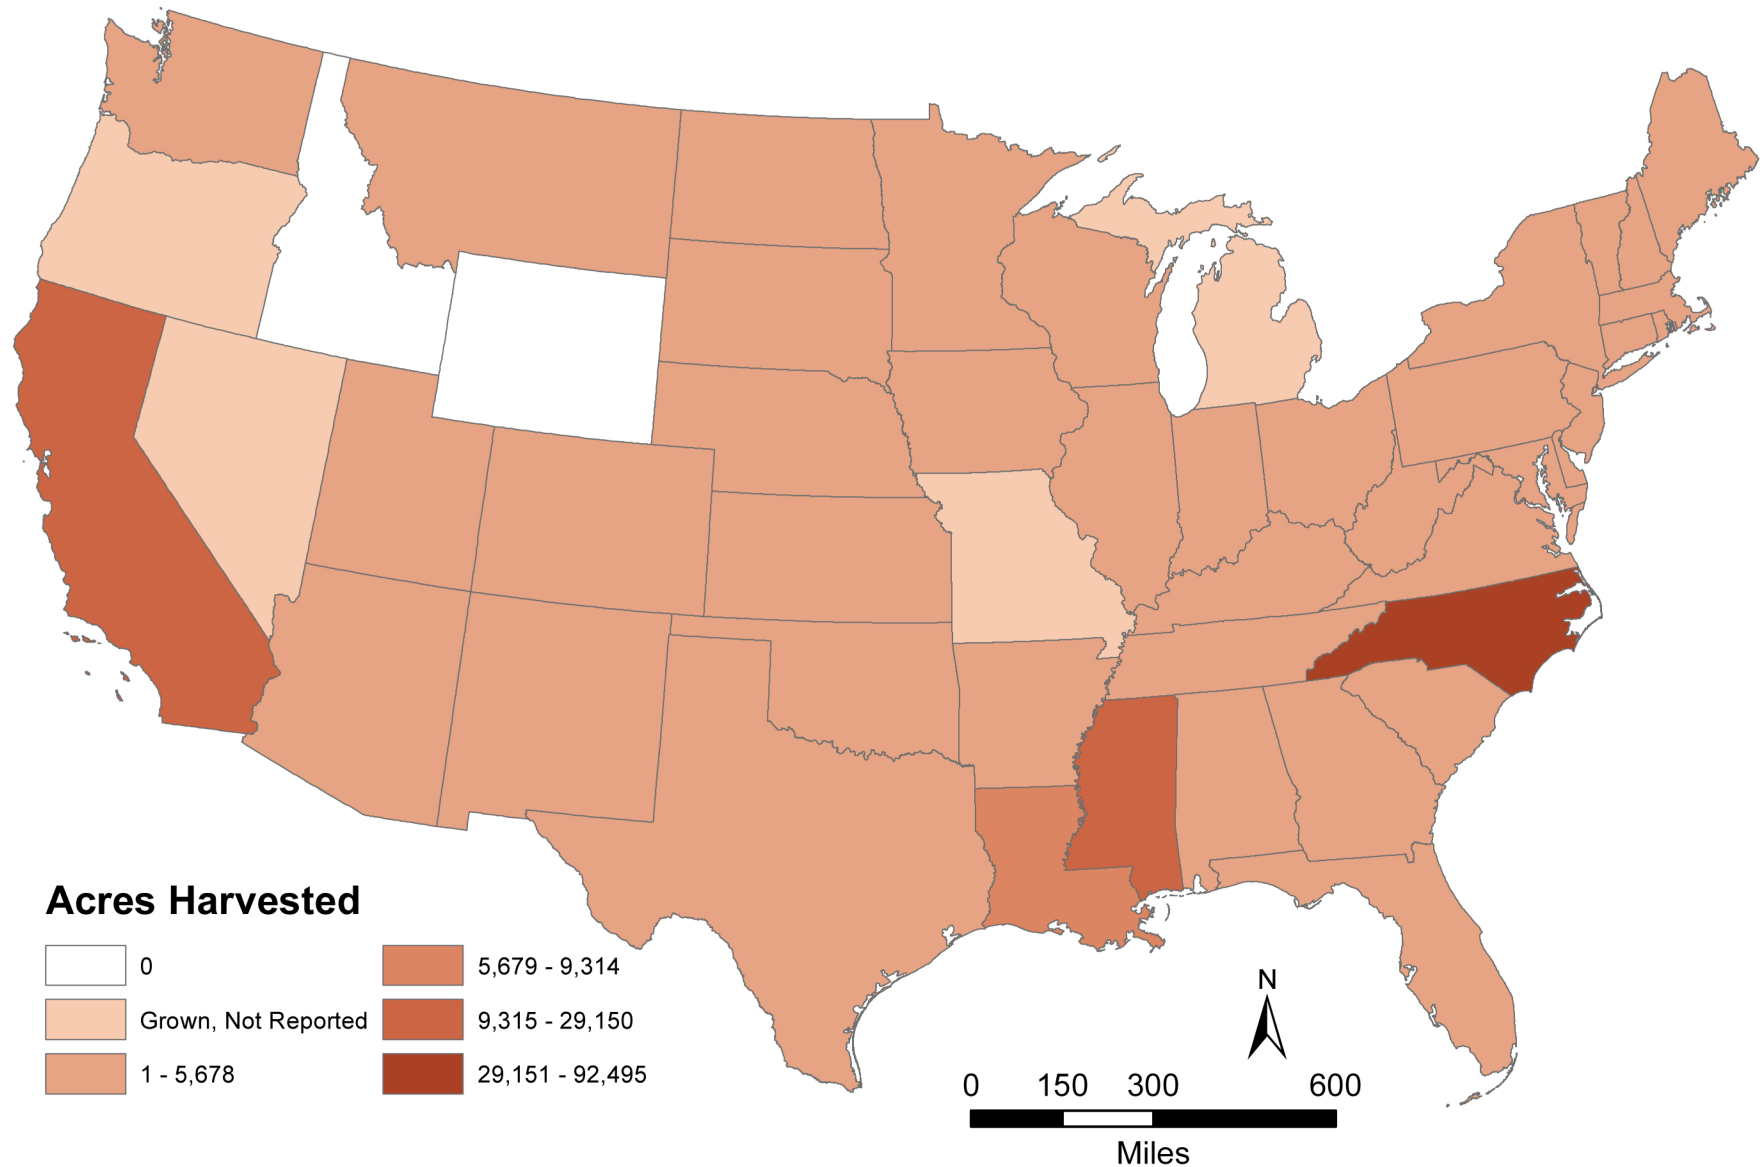 Acres Harvested
0
Grown, Not Reported
1 - 5,678
5,679 - 9,314
9,315 - 29,150
29,151 - 92,495
N
0 150 300 600
Miles